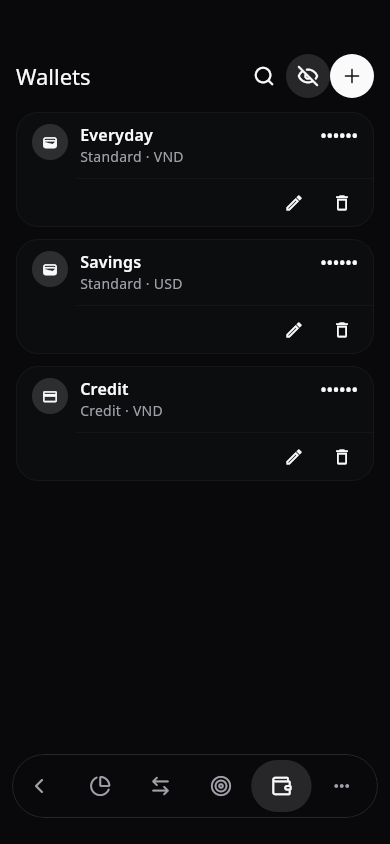 Wallets
Everyday
••••••
Standard · VND
Savings
••••••
Standard · USD
Credit
••••••
Credit · VND